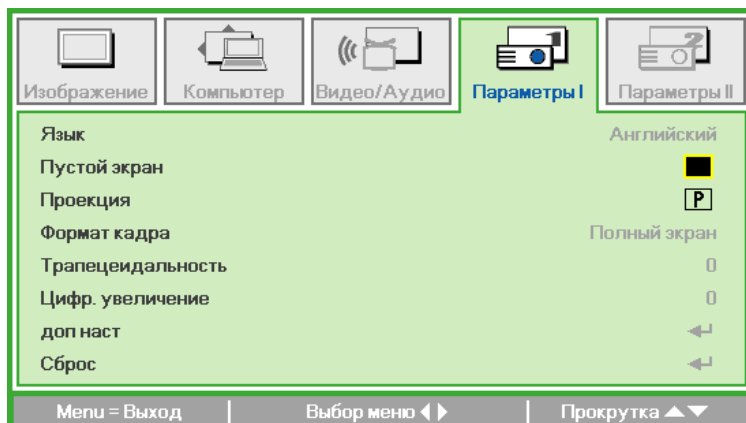 Изображение
Компьютер
Видео/Аудио
Параметры I
Параметры II
Язык Английский
Пустой экран
Проекция P
Формат кадра Полный экран
Трапецеидальность 0
Цифр. увеличение 0
доп наст
Сброс
Menu = Выход Выбор меню Прокрутка